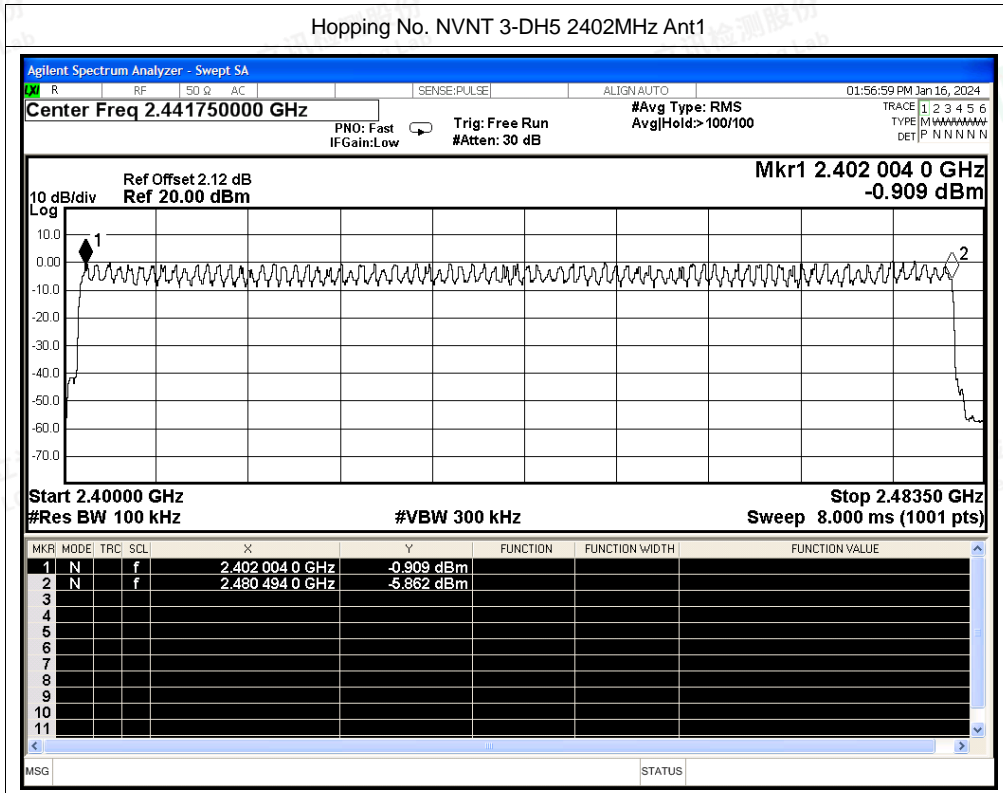 Hopping No. NVNT 3-DH5 2402MHz Ant1
Agilent Spectrum Analyzer - Swept SA
LXI R RF 50 Ω AC SENSE:PULSE ALIGN AUTO 01:56:59 PM Jan 16, 2024
Center Freq 2.441750000 GHz #Avg Type: RMS TRACE 1 2 3 4 5 6
PNO: Fast Trig: Free Run Avg|Hold:> 100/100 TYPE M WWWWW
IFGain:Low #Atten: 30 dB DET P N N N N N
Mkr1 2.402 004 0 GHz
Ref Offset 2.12 dB
10 dB/div Ref 20.00 dBm -0.909 dBm
Log
10.0
1
0.00
2
-10.0
-20.0
-30.0
-40.0
-50.0
-60.0
-70.0
Start 2.40000 GHz Stop 2.48350 GHz
#Res BW 100 kHz #VBW 300 kHz Sweep 8.000 ms (1001 pts)
MKR MODE TRC SCL X Y FUNCTION FUNCTION WIDTH FUNCTION VALUE
1 N f 2.402 004 0 GHz -0.909 dBm
2 N f 2.480 494 0 GHz -5.862 dBm
3
4
5
6
7
8
9
10
11
MSG STATUS